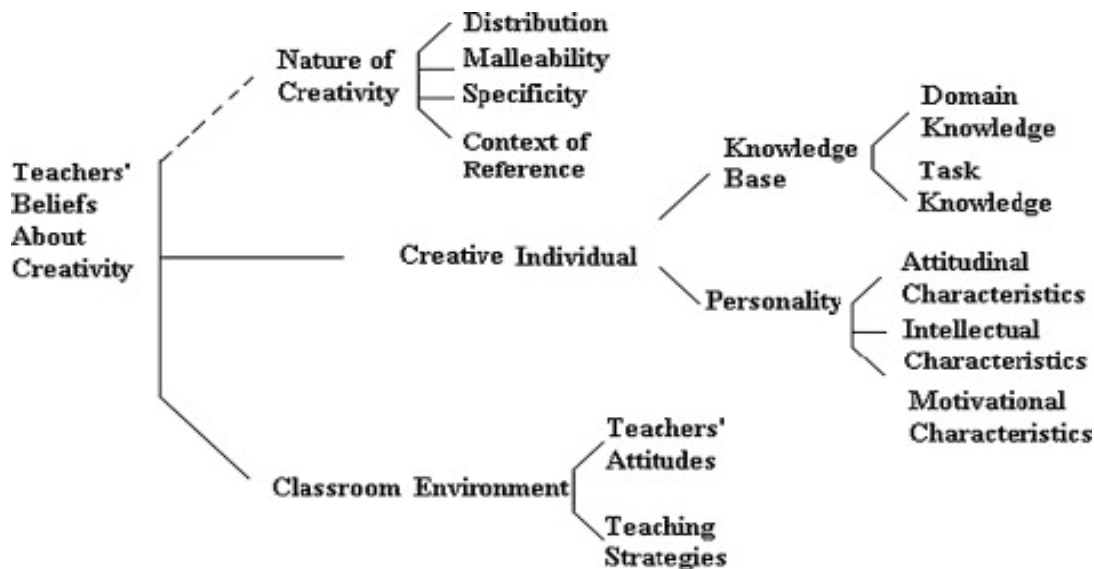 Teachers'
Beliefs
About
Creativity
Nature of
Creativity
Distribution
Malleability
Specificity
Context of
Reference
Creative Individual
Knowledge
Base
Domain
Knowledge
Task
Knowledge
Personality
Attitudinal
Characteristics
Intellectual
Characteristics
Motivational
Characteristics
Classroom Environment
Teachers'
Attitudes
Teaching
Strategies